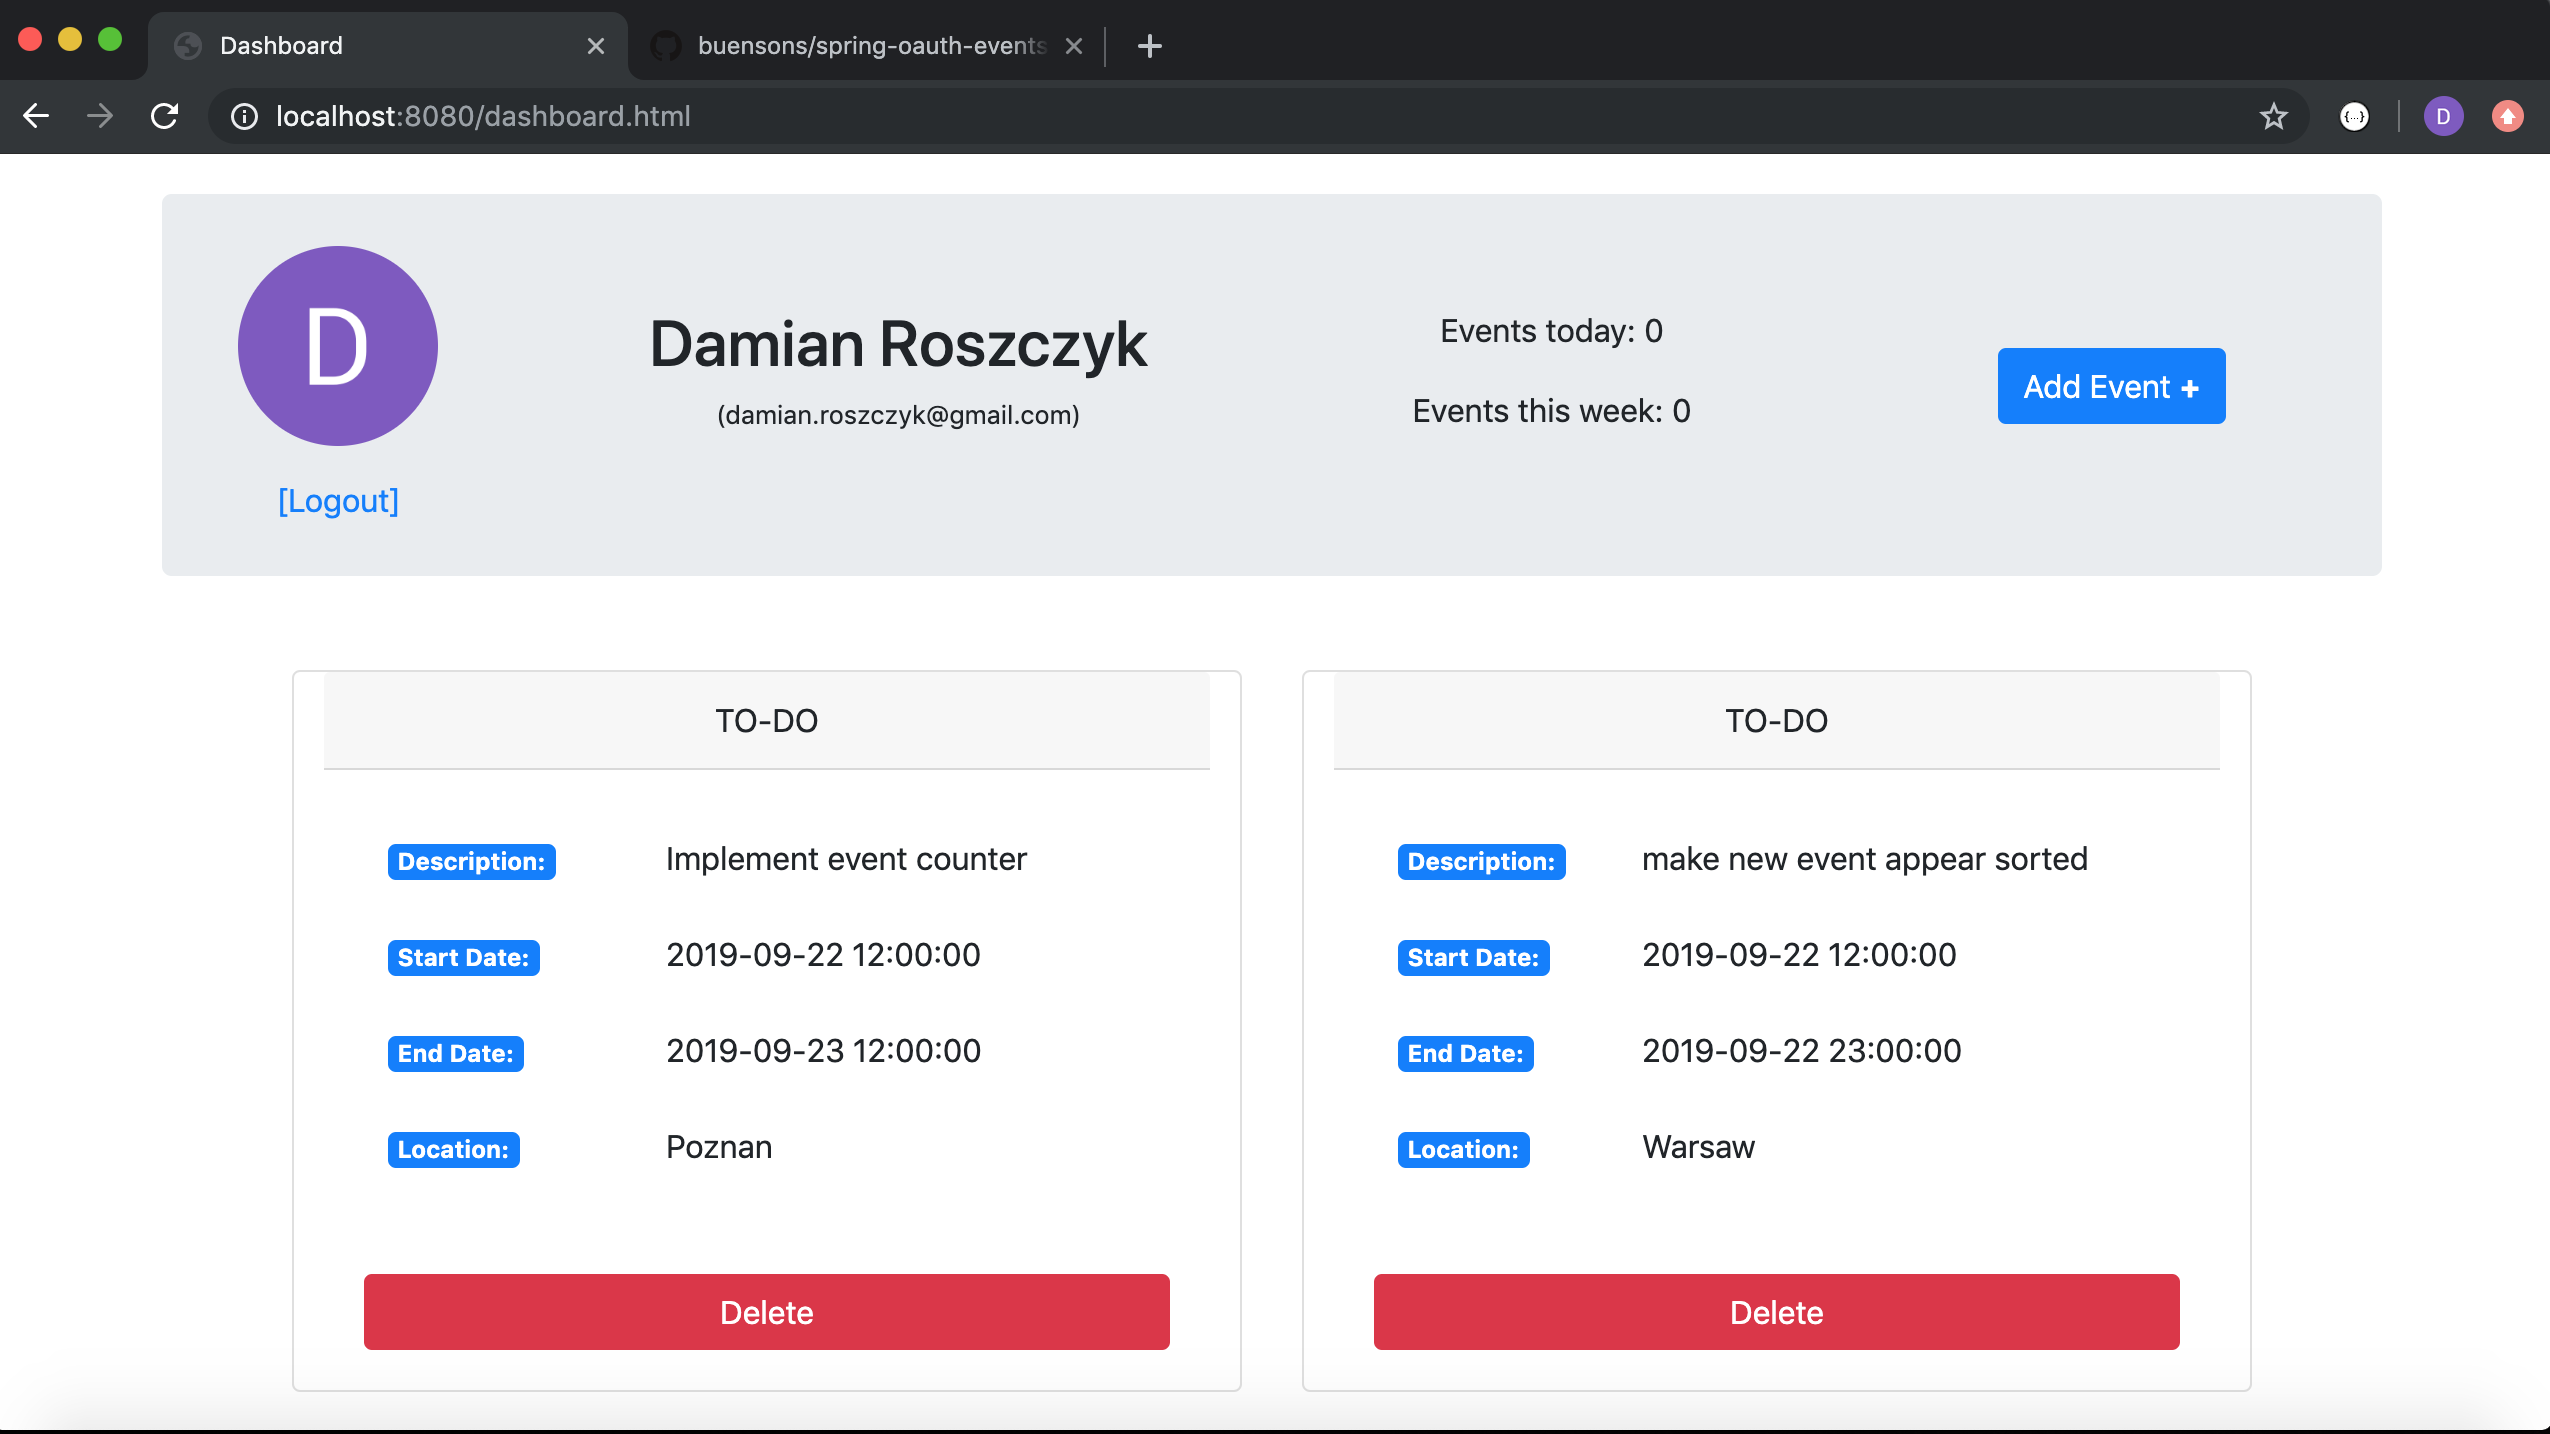 Dashboard
buensons/spring-oauth-events
localhost:8080/dashboard.html
{...}
D
D
Damian Roszczyk
(damian.roszczyk@gmail.com)
[Logout]
Events today: 0
Events this week: 0
Add Event +
TO-DO
Description: Implement event counter
Start Date: 2019-09-22 12:00:00
End Date: 2019-09-23 12:00:00
Location: Poznan
Delete
TO-DO
Description: make new event appear sorted
Start Date: 2019-09-22 12:00:00
End Date: 2019-09-22 23:00:00
Location: Warsaw
Delete